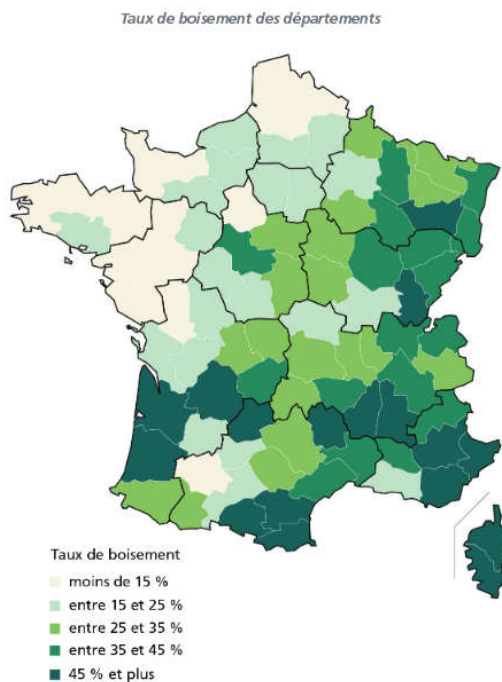 Taux de boisement des départements
Taux de boisement
moins de 15 %
entre 15 et 25 %
entre 25 et 35 %
entre 35 et 45 %
45 % et plus